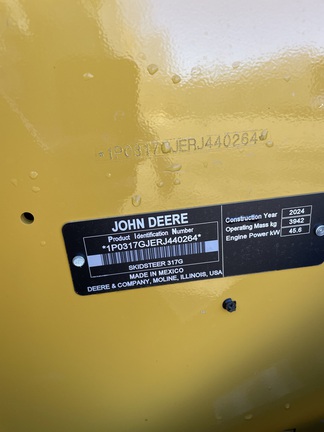 *1P0317GJERJ440264*
JOHN DEERE
Product Identification Number
*1P0317GJERJ440264*
SKIDSTEER 317G
MADE IN MEXICO
DEERE & COMPANY, MOLINE, ILLINOIS, USA
Construction Year 2024
Operating Mass kg 3942
Engine Power kW 45.6